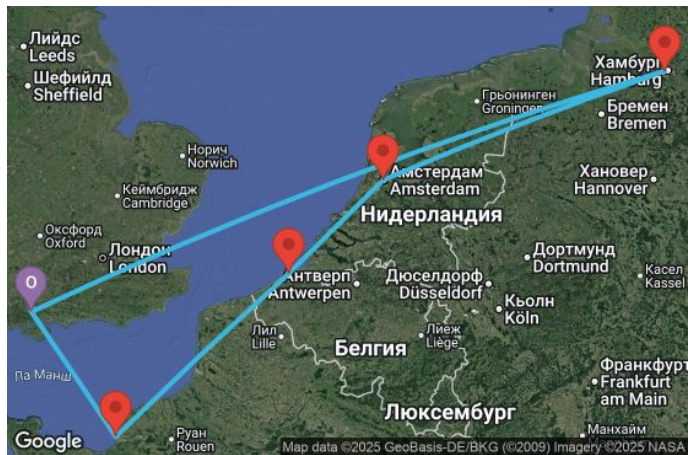 Лийдс
Leeds
Шефийлд
Sheffield
Хамбург
Hamburg
Грьонинген
Groningen
Бремен
Bremen
Норич
Norwich
Амстердам
Amsterdam
Хановер
Hannover
Кеймбридж
Cambridge
Нидерландия
Оксфорд
Oxford
Лондон
London
Дортмунд
Dortmund
O
Антверп
Antwerpen
Дюселдорф
Düsseldorf
Касел
Kassel
Кьолн
Köln
Лил
Lille
Лиеж
Liège
Белгия
Ла Манш
Франкфурт
Frankfurt
am Main
Люксембург
Руан
Rouen
Манхайм
Google
Map data ©2025 GeoBasis-DE/BKG (©2009) Imagery ©2025 NASA